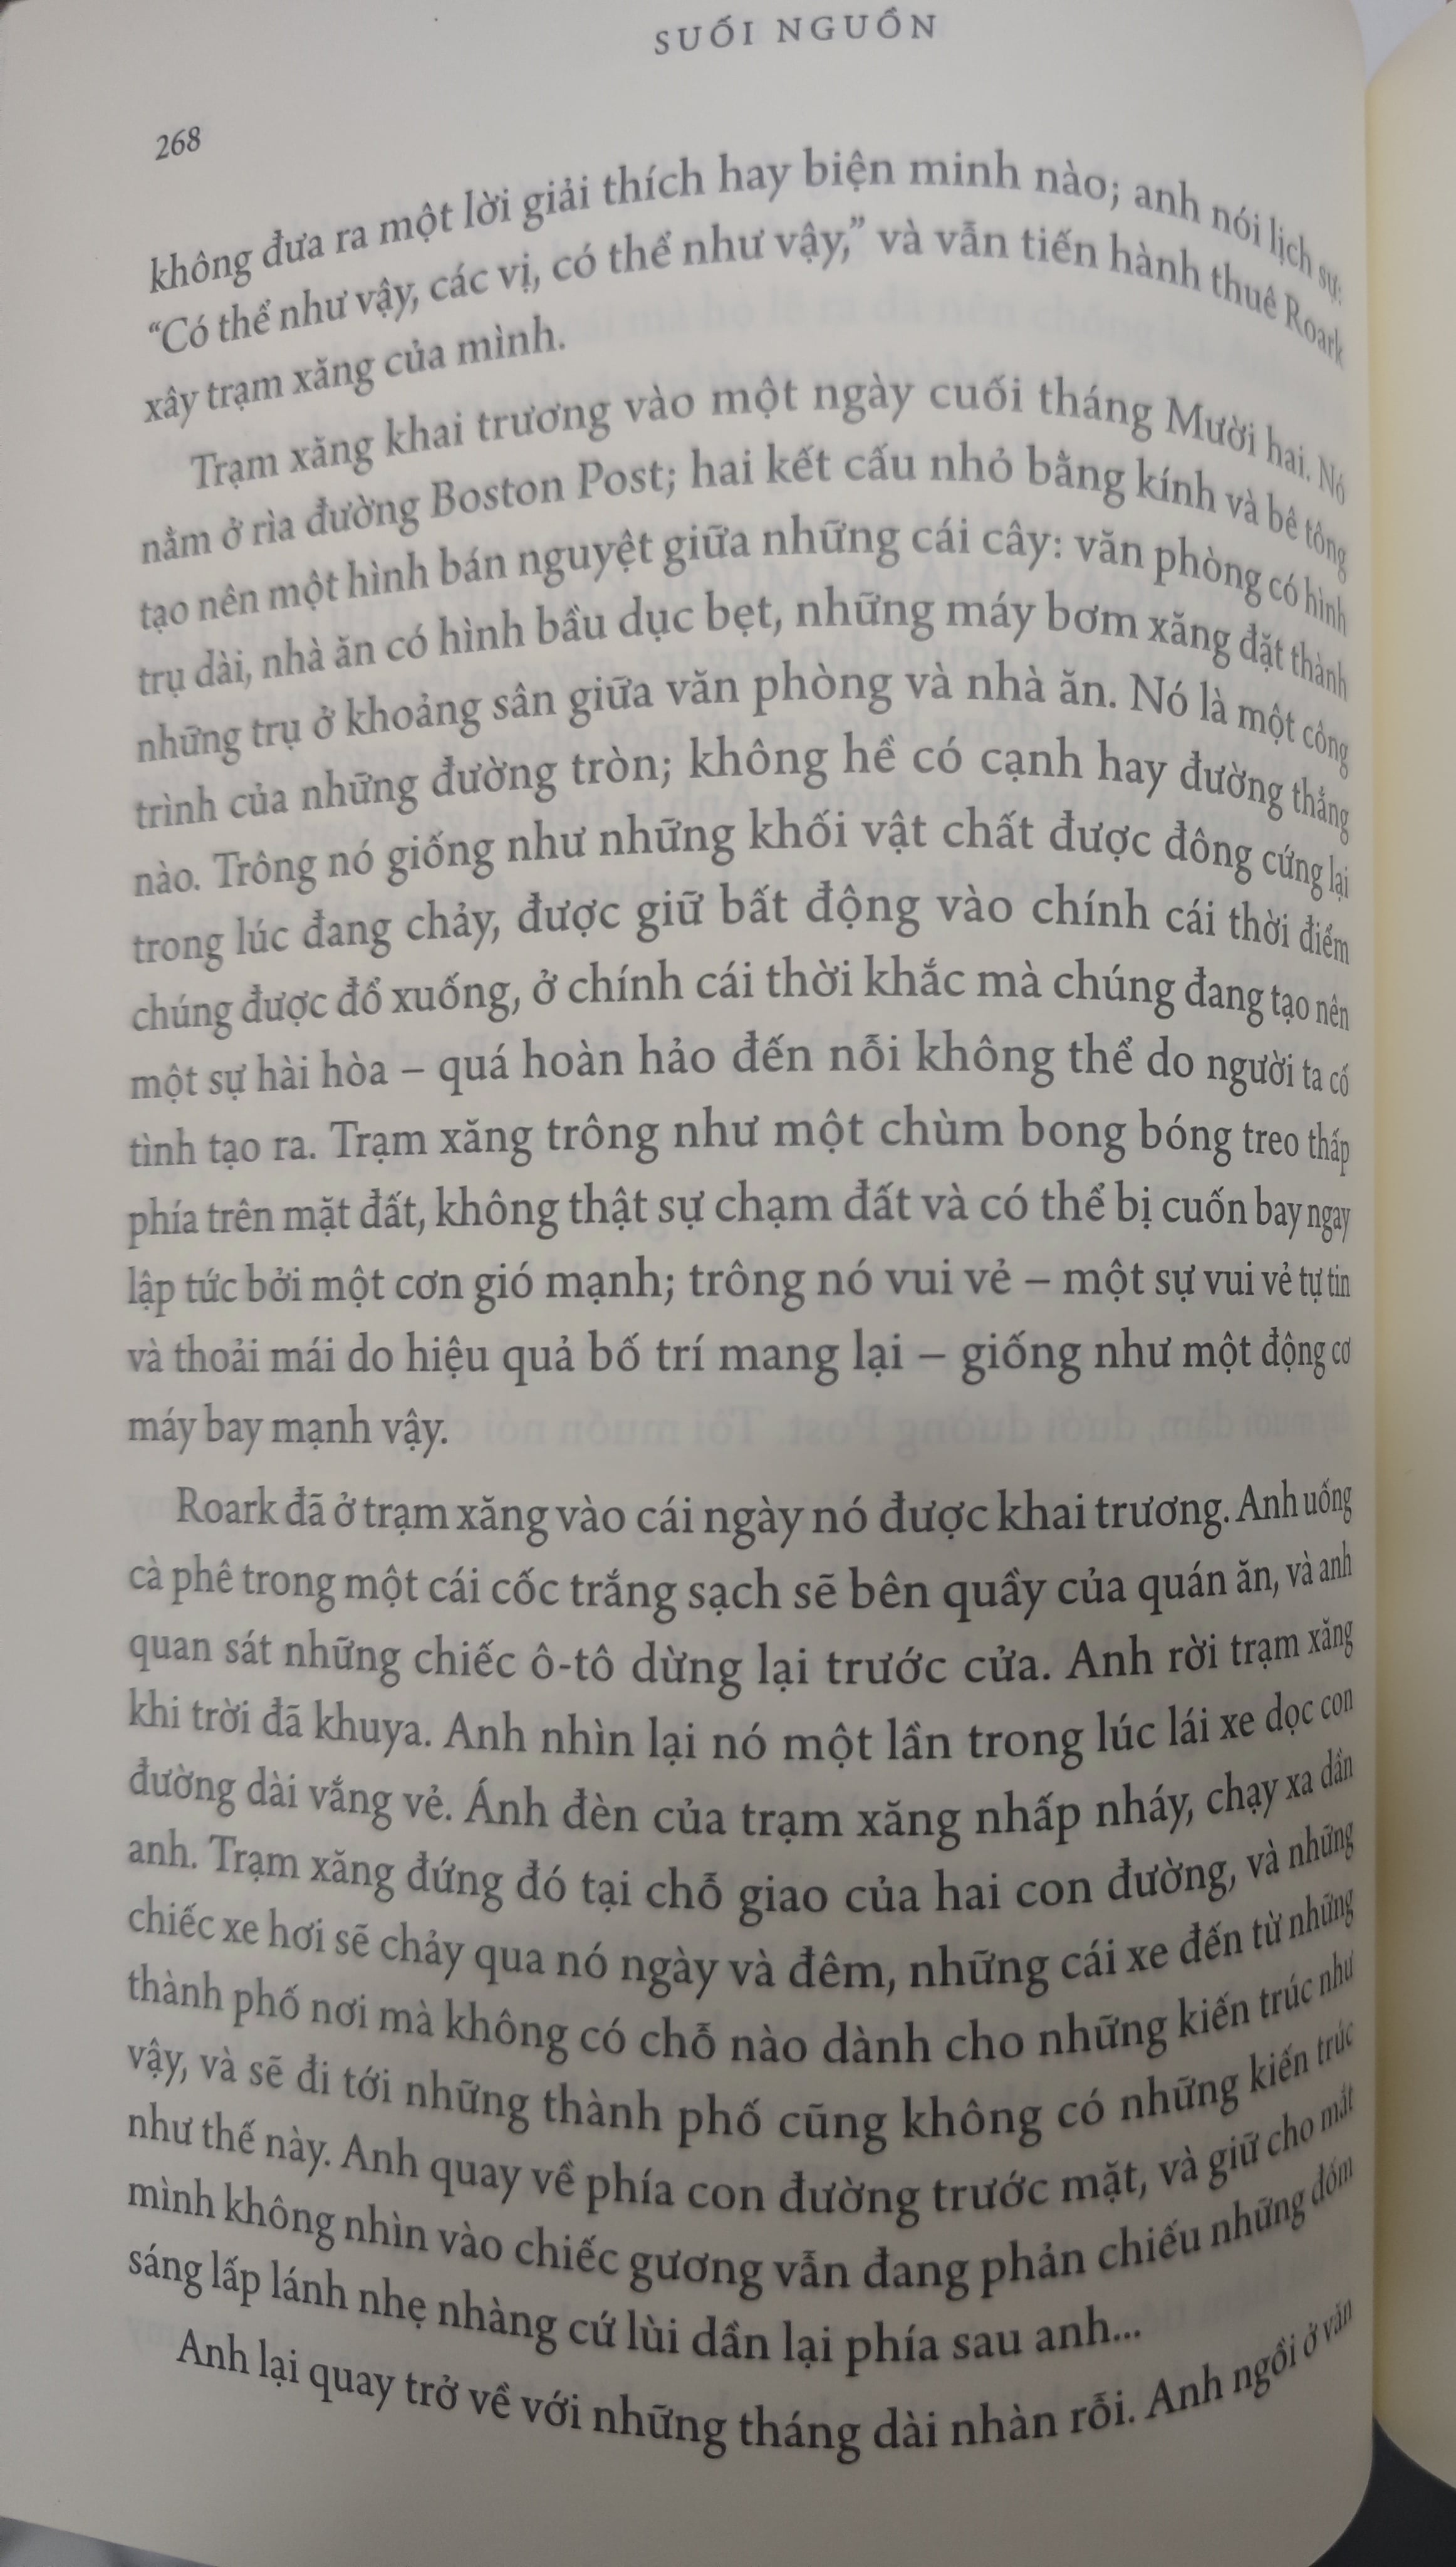 SUỐI NGUỒN
268
không đưa ra một lời giải thích hay biện minh nào; anh nói lịch sự:
“Có thể như vậy, các vị, có thể như vậy,” và vẫn tiến hành thuê Roark
xây trạm xăng của mình.
Trạm xăng khai trương vào một ngày cuối tháng Mười hai. Nó
nằm ở rìa đường Boston Post; hai kết cấu nhỏ bằng kính và bê tông
tạo nên một hình bán nguyệt giữa những cái cây: văn phòng có hình
trụ dài, nhà ăn có hình bầu dục bẹt, những máy bơm xăng đặt thành
những trụ ở khoảng sân giữa văn phòng và nhà ăn. Nó là một công
trình của những đường tròn; không hề có cạnh hay đường thẳng
nào. Trông nó giống như những khối vật chất được đông cứng lại
trong lúc đang chảy, được giữ bất động vào chính cái thời điểm
chúng được đổ xuống, ở chính cái thời khắc mà chúng đang tạo nên
một sự hài hòa – quá hoàn hảo đến nỗi không thể do người ta cố
tình tạo ra. Trạm xăng trông như một chùm bong bóng treo thấp
phía trên mặt đất, không thật sự chạm đất và có thể bị cuốn bay ngay
lập tức bởi một cơn gió mạnh; trông nó vui vẻ – một sự vui vẻ tự tin
và thoải mái do hiệu quả bố trí mang lại – giống như một động cơ
máy bay mạnh vậy.
Roark đã ở trạm xăng vào cái ngày nó được khai trương. Anh uống
cà phê trong một cái cốc trắng sạch sẽ bên quầy của quán ăn, và anh
quan sát những chiếc ô-tô dừng lại trước cửa. Anh rời trạm xăng
khi trời đã khuya. Anh nhìn lại nó một lần trong lúc lái xe dọc con
đường dài vắng vẻ. Ánh đèn của trạm xăng nhấp nháy, chạy xa dần
anh. Trạm xăng đứng đó tại chỗ giao của hai con đường, và những
chiếc xe hơi sẽ chảy qua nó ngày và đêm, những cái xe đến từ những
thành phố nơi mà không có chỗ nào dành cho những kiến trúc như
vậy, và sẽ đi tới những thành phố cũng không có những kiến trúc
như thế này. Anh quay về phía con đường trước mặt, và giữ cho mắt
mình không nhìn vào chiếc gương vẫn đang phản chiếu những đốm
sáng lấp lánh nhẹ nhàng cứ lùi dần lại phía sau anh...
Anh lại quay trở về với những tháng dài nhàn rỗi. Anh ngồi ở văn